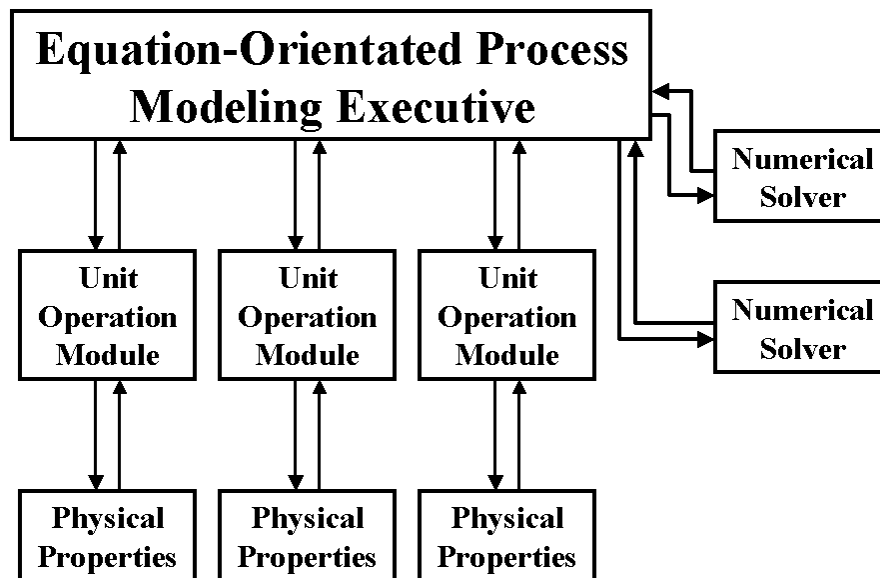 Equation-Orientated Process
Modeling Executive
Numerical
Solver
Unit
Operation
Module
Unit
Operation
Module
Unit
Operation
Module
Numerical
Solver
Physical
Properties
Physical
Properties
Physical
Properties